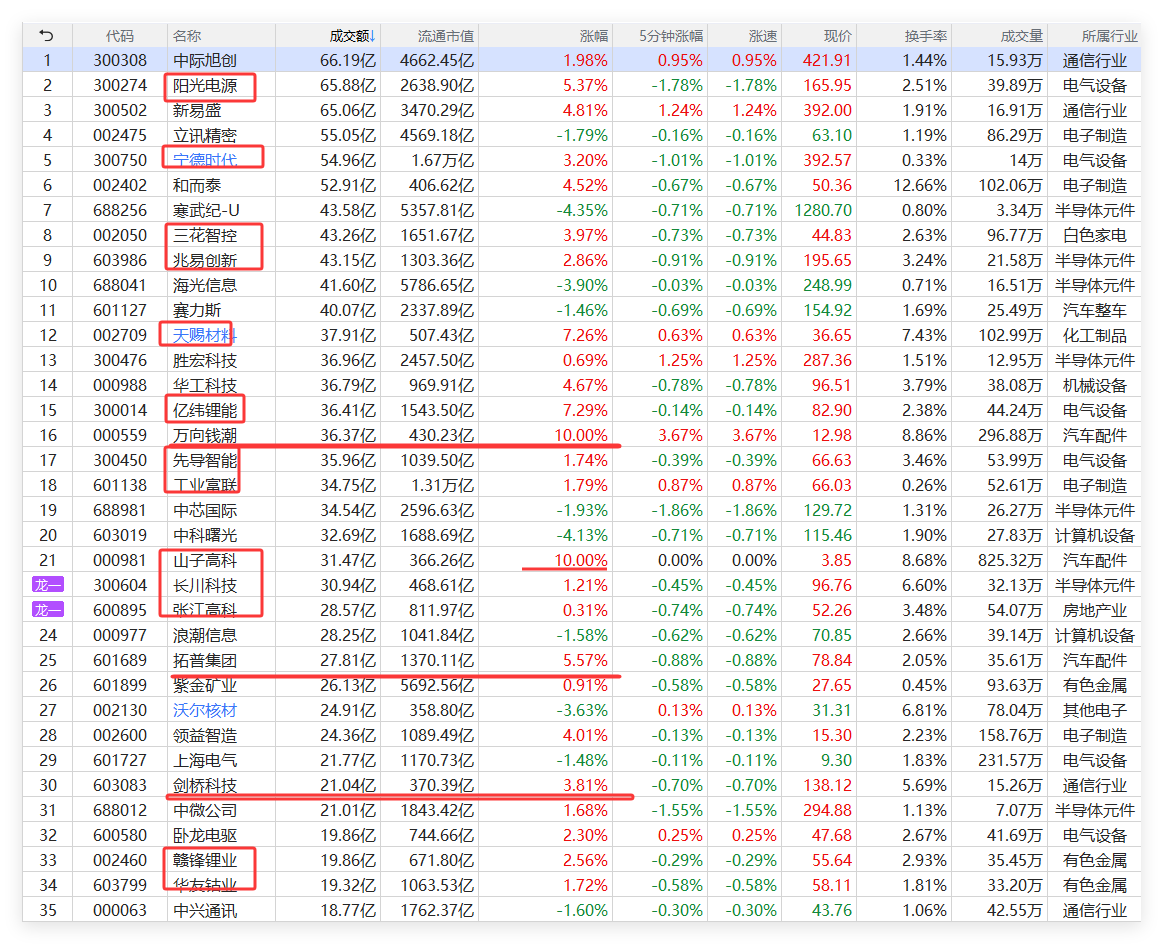 代码 名称 成交额↓ 流通市值 涨幅 5分钟涨幅 涨速 现价 换手率 成交量 所属行业
1 300308 中际旭创 66.19亿 4662.45亿 1.98% 0.95% 0.95% 421.91 1.44% 15.93万 通信行业
2 300274 阳光电源 65.88亿 2638.90亿 5.37% -1.78% -1.78% 165.95 2.51% 39.89万 电气设备
3 300502 新易盛 65.06亿 3470.29亿 4.81% 1.24% 1.24% 392.00 1.91% 16.91万 通信行业
4 002475 立讯精密 55.05亿 4569.18亿 -1.79% -0.16% -0.16% 63.10 1.19% 86.29万 电子制造
5 300750 宁德时代 54.96亿 1.67万亿 3.20% -1.01% -1.01% 392.57 0.33% 14万 电气设备
6 002402 和而泰 52.91亿 406.62亿 4.52% -0.67% -0.67% 50.36 12.66% 102.06万 电子制造
7 688256 寒武纪-U 43.58亿 5357.81亿 -4.35% -0.71% -0.71% 1280.70 0.80% 3.34万 半导体元件
8 002050 三花智控 43.26亿 1651.67亿 3.97% -0.73% -0.73% 44.83 2.63% 96.77万 白色家电
9 603986 兆易创新 43.15亿 1303.36亿 2.86% -0.91% -0.91% 195.65 3.24% 21.58万 半导体元件
10 688041 海光信息 41.60亿 5786.65亿 -3.90% -0.03% -0.03% 248.99 0.71% 16.51万 半导体元件
11 601127 赛力斯 40.07亿 2337.89亿 -1.46% -0.69% -0.69% 154.92 1.69% 25.49万 汽车整车
12 002709 天赐材料 37.91亿 507.43亿 7.26% 0.63% 0.63% 36.65 7.43% 102.99万 化工制品
13 300476 胜宏科技 36.96亿 2457.50亿 0.69% 1.25% 1.25% 287.36 1.51% 12.95万 半导体元件
14 000988 华工科技 36.79亿 969.91亿 4.67% -0.78% -0.78% 96.51 3.79% 38.08万 机械设备
15 300014 亿纬锂能 36.41亿 1543.50亿 7.29% -0.14% -0.14% 82.90 2.38% 44.24万 电气设备
16 000559 万向钱潮 36.37亿 430.23亿 10.00% 3.67% 3.67% 12.98 8.86% 296.88万 汽车配件
17 300450 先导智能 35.96亿 1039.50亿 1.74% -0.39% -0.39% 66.63 3.46% 53.99万 电气设备
18 601138 工业富联 34.75亿 1.31万亿 1.79% 0.87% 0.87% 66.03 0.26% 52.61万 电子制造
19 688981 中芯国际 34.54亿 2596.63亿 -1.93% -1.86% -1.86% 129.72 1.31% 26.27万 半导体元件
20 603019 中科曙光 32.69亿 1688.69亿 -4.13% -0.71% -0.71% 115.46 1.90% 27.83万 计算机设备
21 000981 山子高科 31.47亿 366.26亿 10.00% 0.00% 0.00% 3.85 8.68% 825.32万 汽车配件
龙一 300604 长川科技 30.94亿 468.61亿 1.21% -0.45% -0.45% 96.76 6.60% 32.13万 半导体元件
龙一 600895 张江高科 28.57亿 811.97亿 0.31% -0.74% -0.74% 52.26 3.48% 54.07万 房地产业
24 000977 浪潮信息 28.25亿 1041.84亿 -1.58% -0.62% -0.62% 70.85 2.66% 39.14万 计算机设备
25 601689 拓普集团 27.81亿 1370.11亿 5.57% -0.88% -0.88% 78.84 2.05% 35.61万 汽车配件
26 601899 紫金矿业 26.13亿 5692.56亿 0.91% -0.58% -0.58% 27.65 0.45% 93.63万 有色金属
27 002130 沃尔核材 24.91亿 358.80亿 -3.63% 0.13% 0.13% 31.31 6.81% 78.04万 其他电子
28 002600 领益智造 24.36亿 1089.49亿 4.01% -0.13% -0.13% 15.30 2.23% 158.76万 电子制造
29 601727 上海电气 21.77亿 1170.73亿 -1.48% -0.11% -0.11% 9.30 1.83% 231.57万 电气设备
30 603083 剑桥科技 21.04亿 370.39亿 3.81% -0.70% -0.70% 138.12 5.69% 15.26万 通信行业
31 688012 中微公司 21.01亿 1843.42亿 1.68% -1.55% -1.55% 294.88 1.13% 7.07万 半导体元件
32 600580 卧龙电驱 19.86亿 744.66亿 2.30% 0.25% 0.25% 47.68 2.67% 41.69万 电气设备
33 002460 赣锋锂业 19.86亿 671.80亿 2.56% -0.29% -0.29% 55.64 2.93% 35.45万 有色金属
34 603799 华友钴业 19.32亿 1063.53亿 1.72% -0.58% -0.58% 58.11 1.81% 33.20万 有色金属
35 000063 中兴通讯 18.77亿 1762.37亿 -1.60% -0.30% -0.30% 43.76 1.06% 42.55万 通信行业